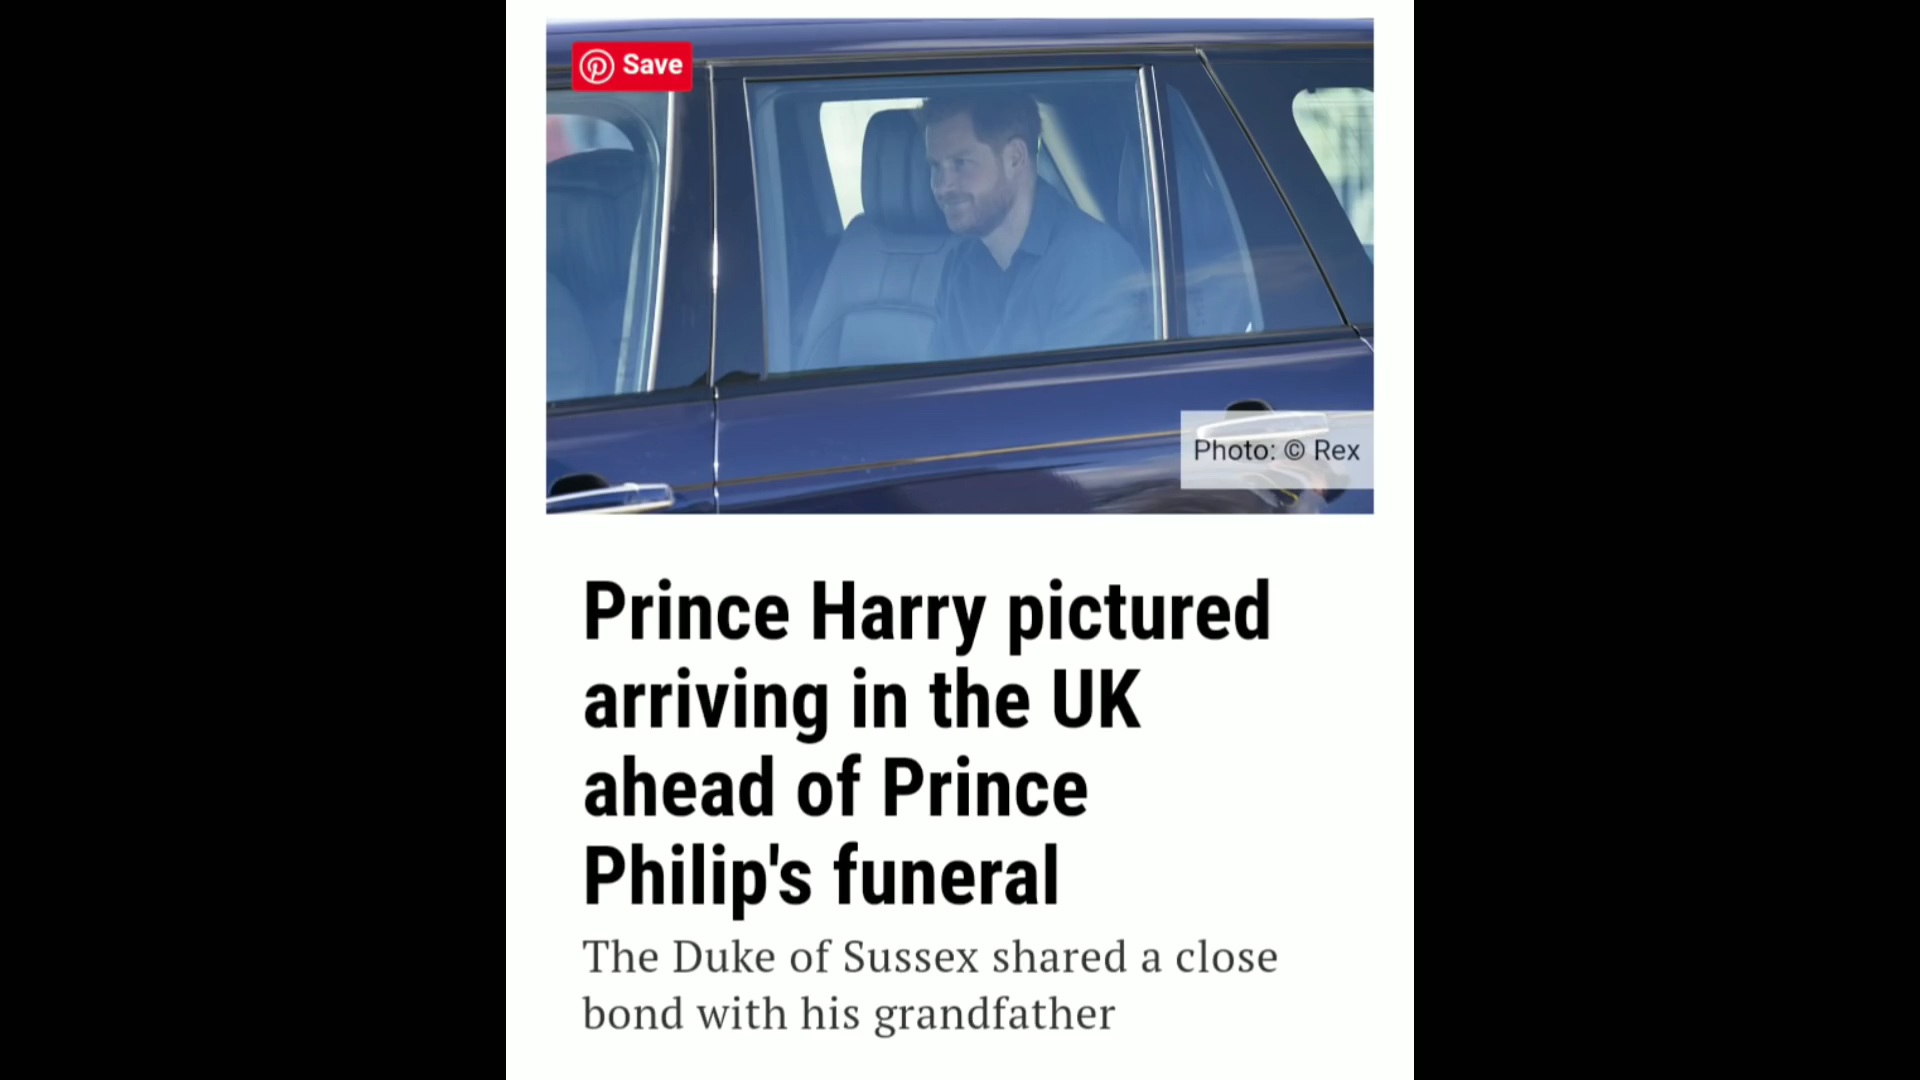 Save
Photo: © Rex
Prince Harry pictured
arriving in the UK
ahead of Prince
Philip's funeral
The Duke of Sussex shared a close
bond with his grandfather